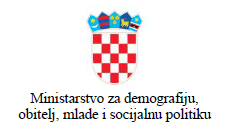 Ministarstvo za demografiju,
obitelj, mlade i socijalnu politiku